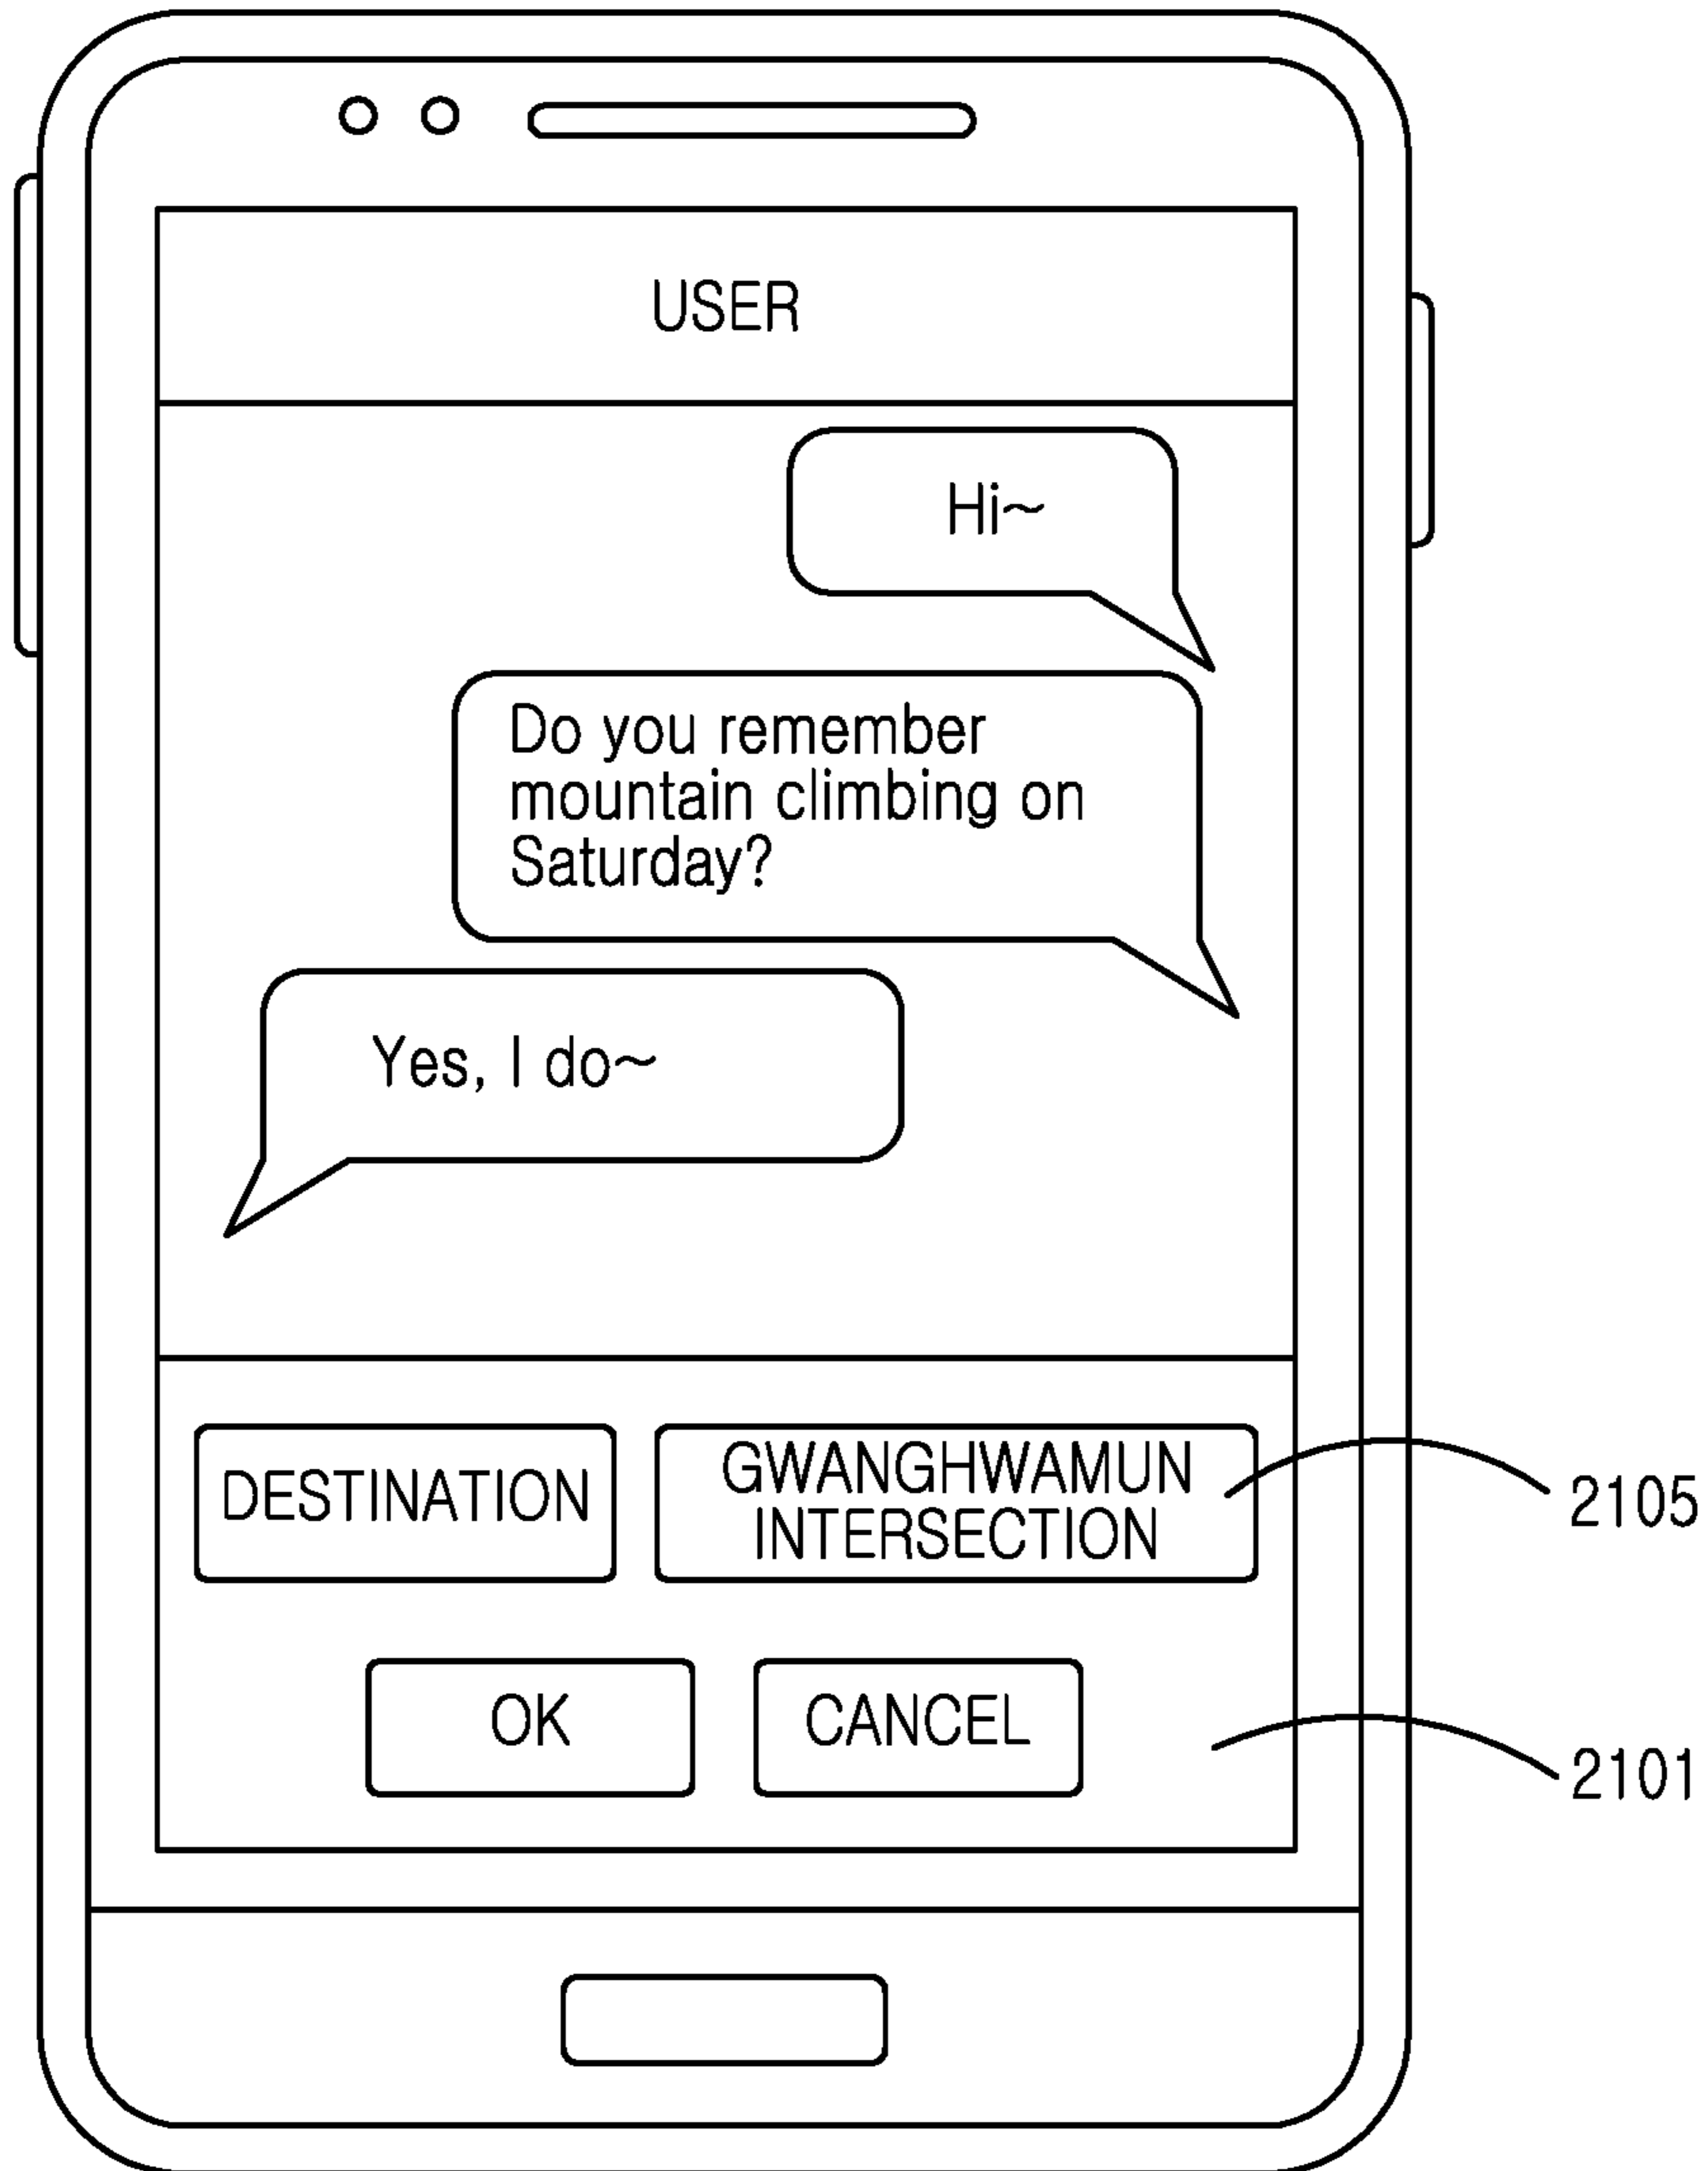 USER
Hi~
Do you remember
mountain climbing on
Saturday?
Yes, I do~
DESTINATION
GWANGHWAMUN
INTERSECTION
2105
OK
CANCEL
2101